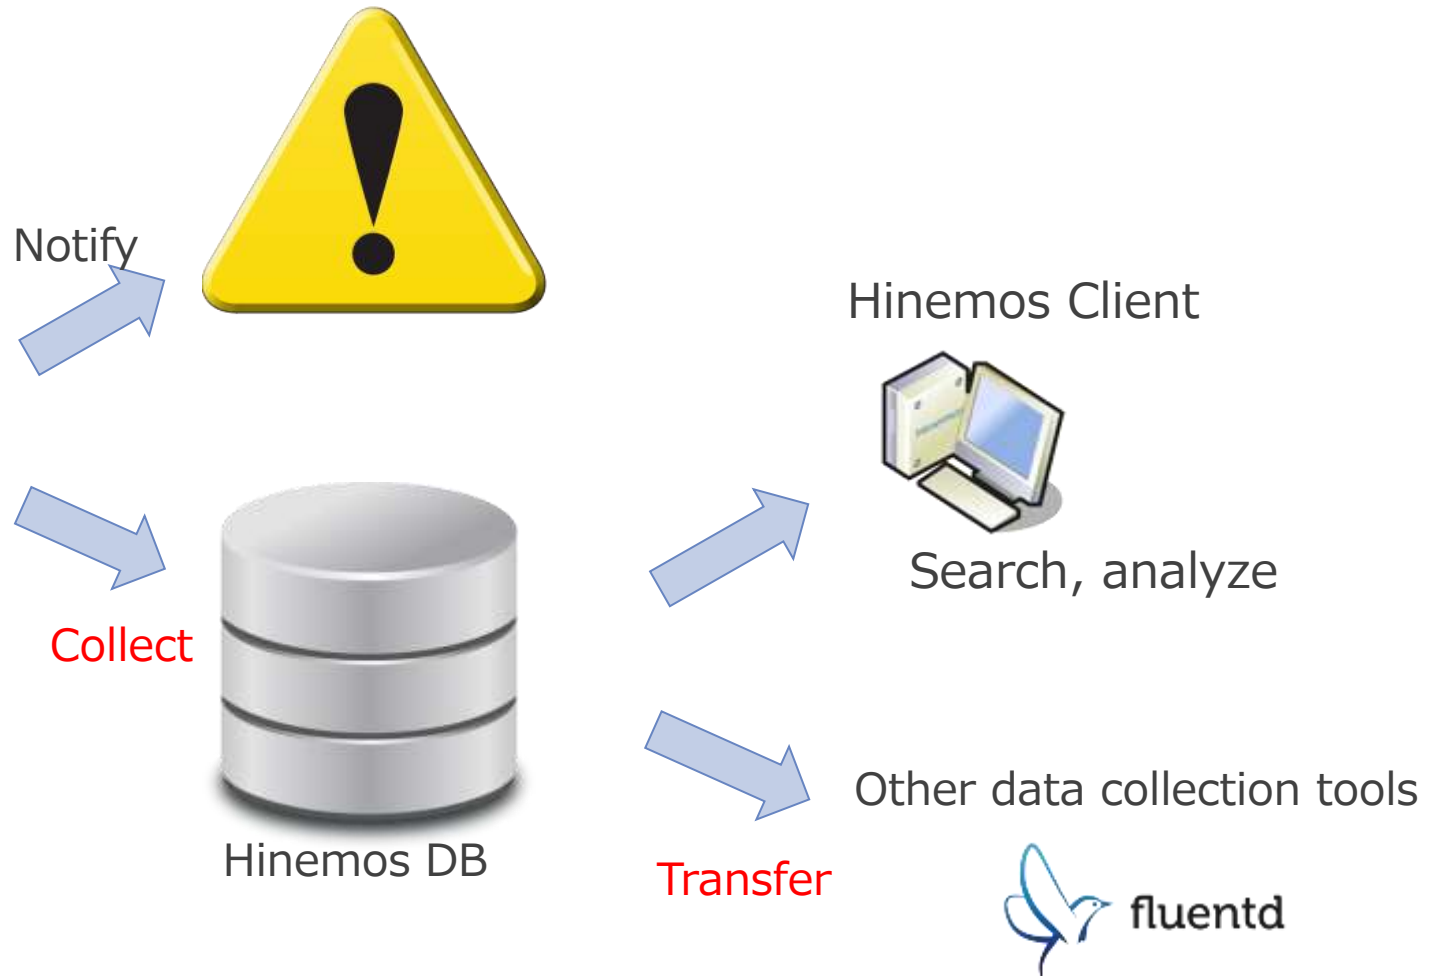 Notify
Hinemos Client
Search, analyze
Collect
Hinemos DB
Other data collection tools
Transfer
fluentd